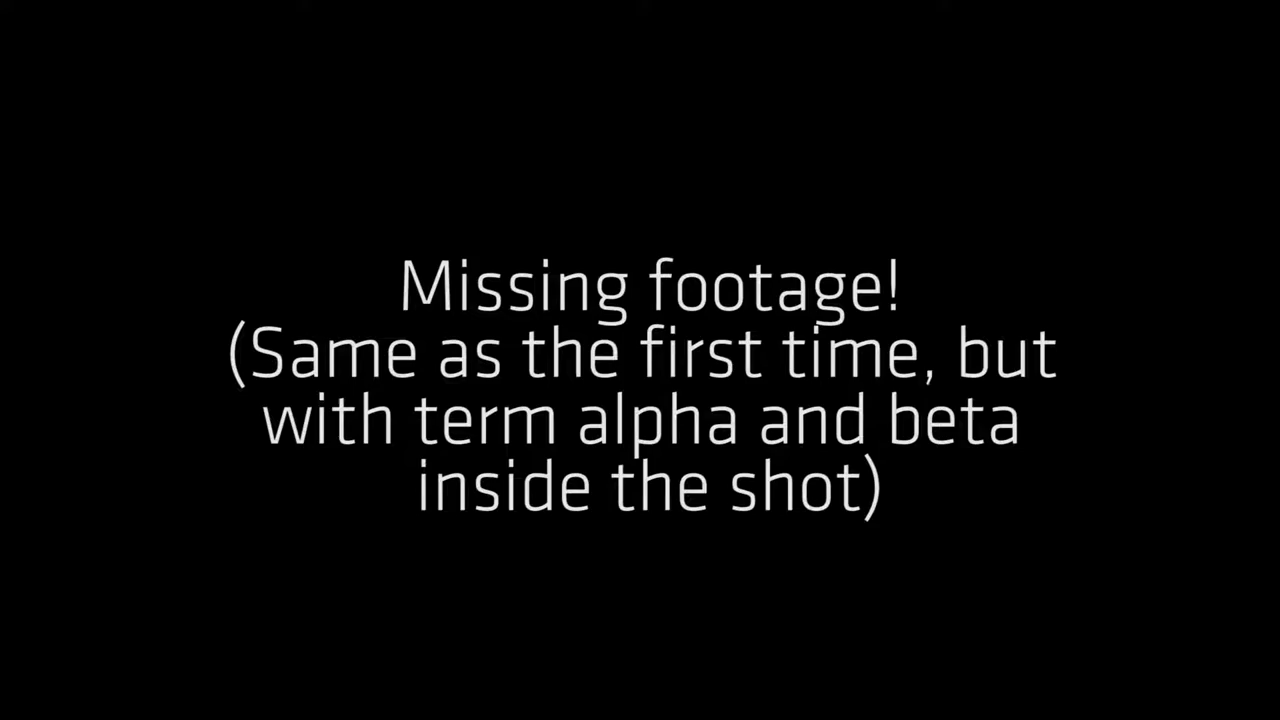 Missing footage!
(Same as the first time, but
with term alpha and beta
inside the shot)